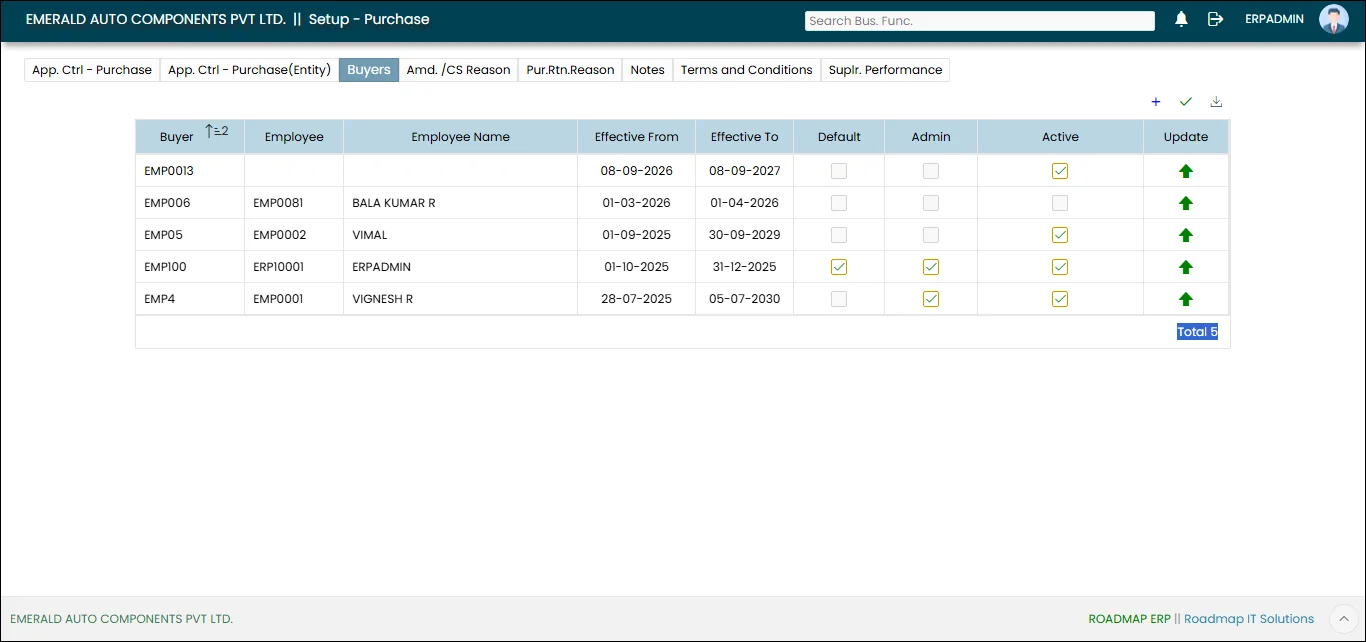 EMERALD AUTO COMPONENTS PVT LTD. || Setup - Purchase Search Bus. Func. ERPADMIN
App. Ctrl - Purchase App. Ctrl - Purchase(Entity) Buyers Amd. /CS Reason Pur.Rtn.Reason Notes Terms and Conditions Suplr. Performance
Buyer 2 Employee Employee Name Effective From Effective To Default Admin Active Update
EMP0013 08-09-2026 08-09-2027
EMP006 EMP0081 BALA KUMAR R 01-03-2026 01-04-2026
EMP05 EMP0002 VIMAL 01-09-2025 30-09-2029
EMP100 ERP10001 ERPADMIN 01-10-2025 31-12-2025
EMP4 EMP0001 VIGNESH R 28-07-2025 05-07-2030
Total 5
EMERALD AUTO COMPONENTS PVT LTD. ROADMAP ERP || Roadmap IT Solutions